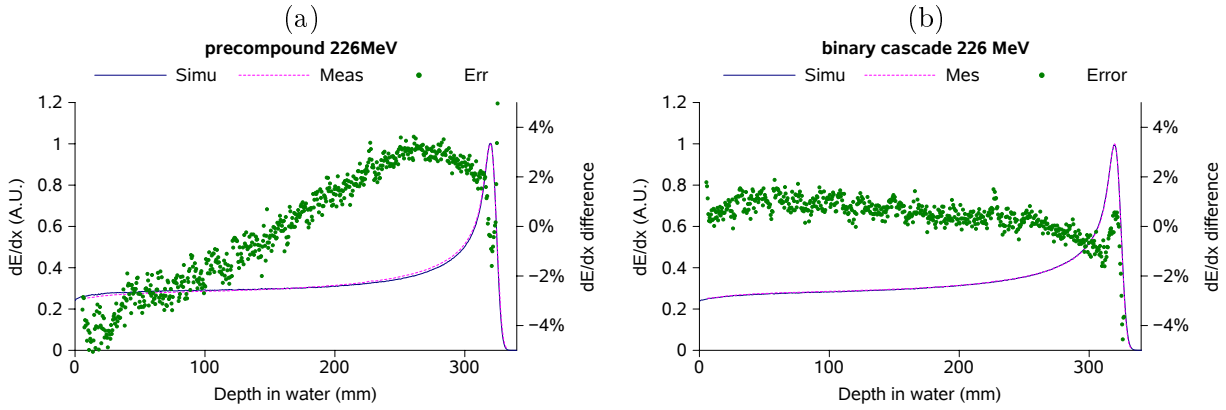 (a)
precompound 226MeV
Simu Meas Err
1.2
1
0.8
0.6
0.4
0.2
0
dE/dx (A.U.)
4%
2%
0%
−2%
−4%
dE/dx difference
0 100 200 300
Depth in water (mm)
(b)
binary cascade 226 MeV
Simu Mes Error
1.2
1
0.8
0.6
0.4
0.2
0
dE/dx (A.U.)
4%
2%
0%
−2%
−4%
dE/dx difference
0 100 200 300
Depth in water (mm)